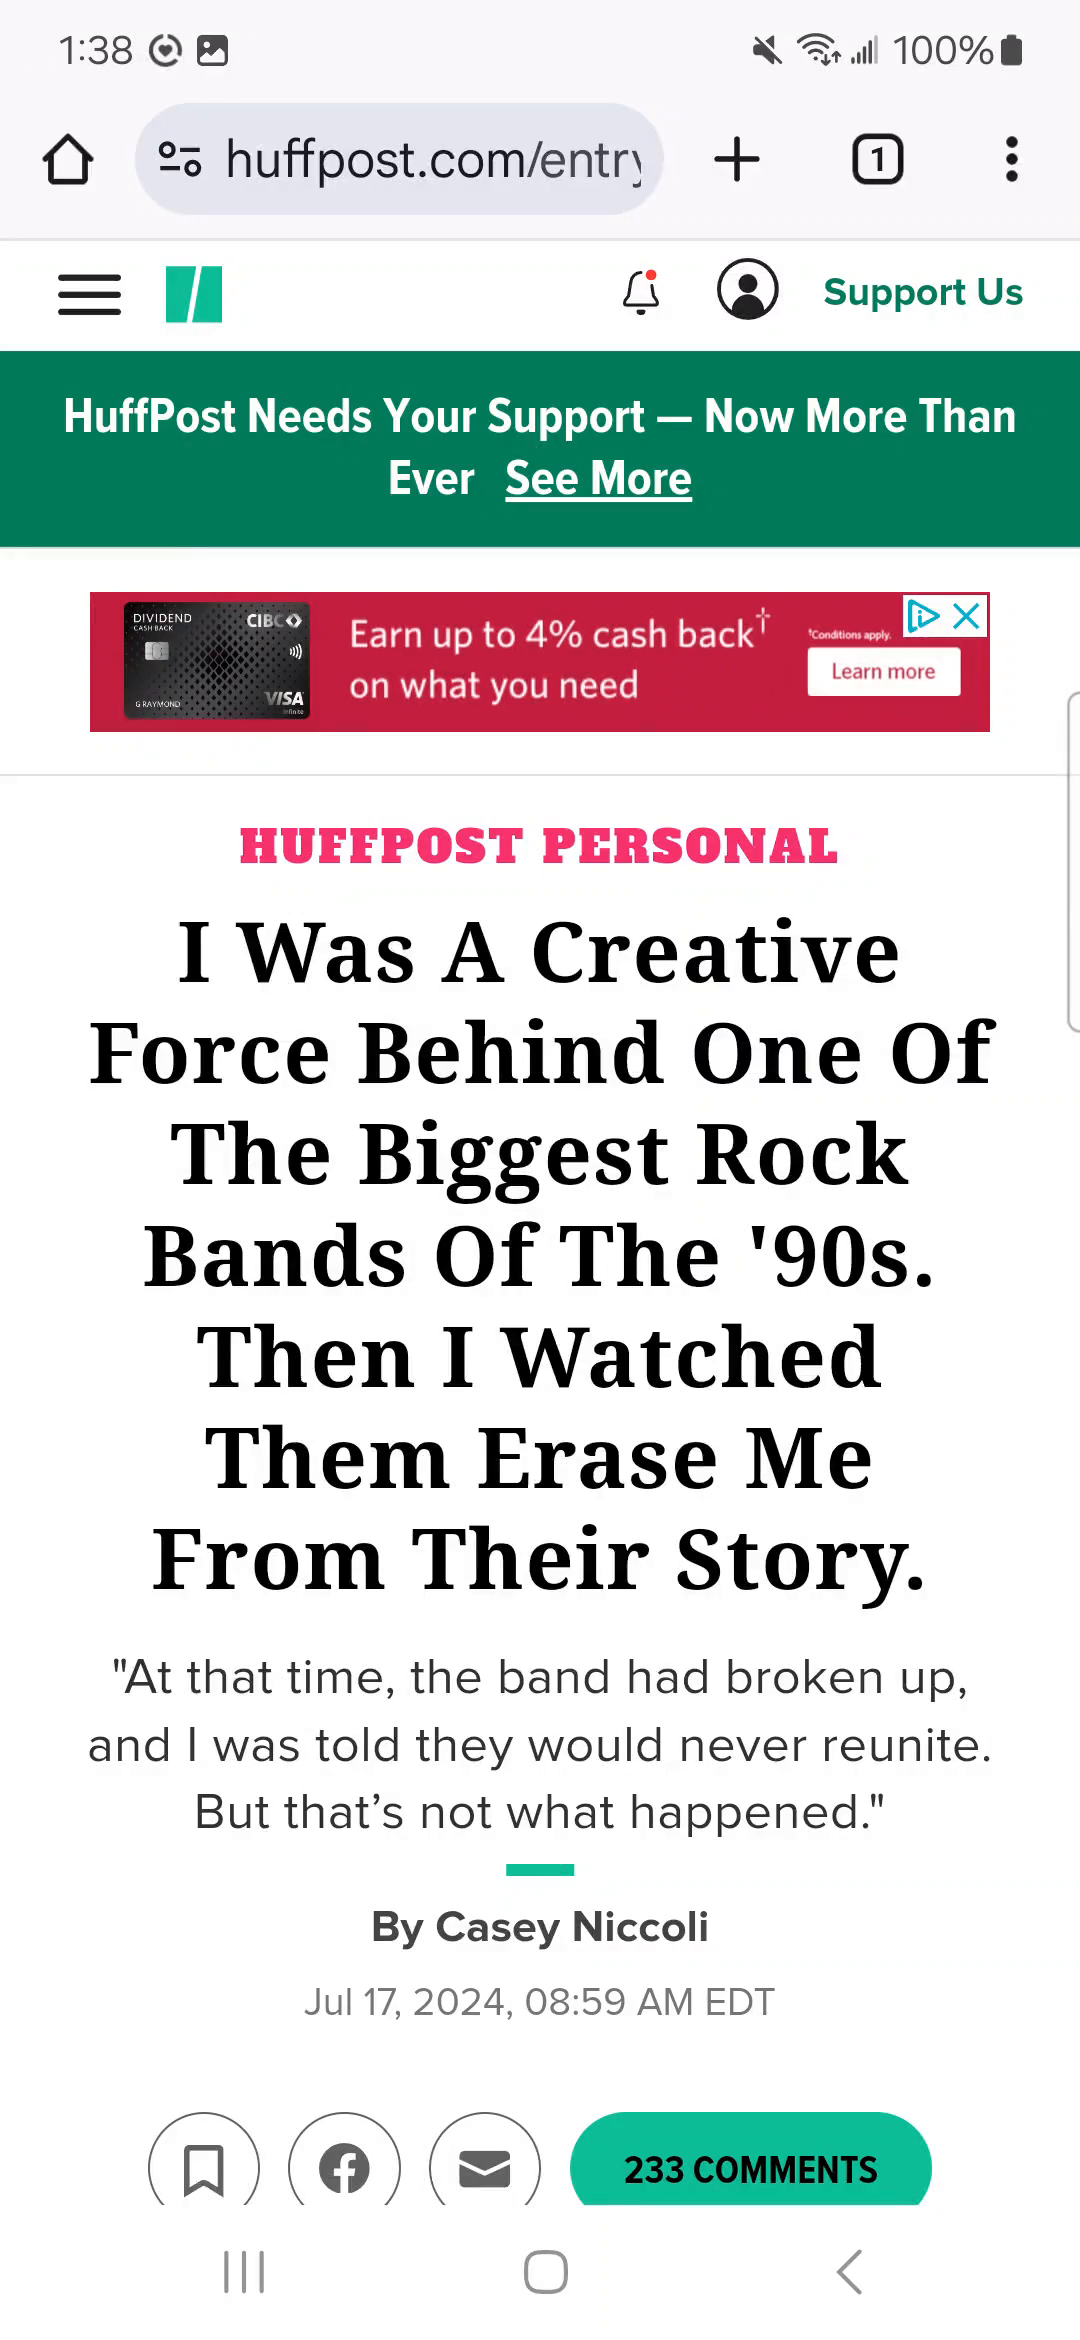 1:38
100%
huffpost.com/entry
1
Support Us
HuffPost Needs Your Support — Now More Than
Ever See More
DIVIDEND
CASH BACK
CIBC
G RAYMOND
VISA
Infinite
Earn up to 4% cash back†
on what you need
†Conditions apply.
Learn more
HUFFPOST PERSONAL
I Was A Creative
Force Behind One Of
The Biggest Rock
Bands Of The '90s.
Then I Watched
Them Erase Me
From Their Story.
"At that time, the band had broken up,
and I was told they would never reunite.
But that’s not what happened."
By Casey Niccoli
Jul 17, 2024, 08:59 AM EDT
233 COMMENTS